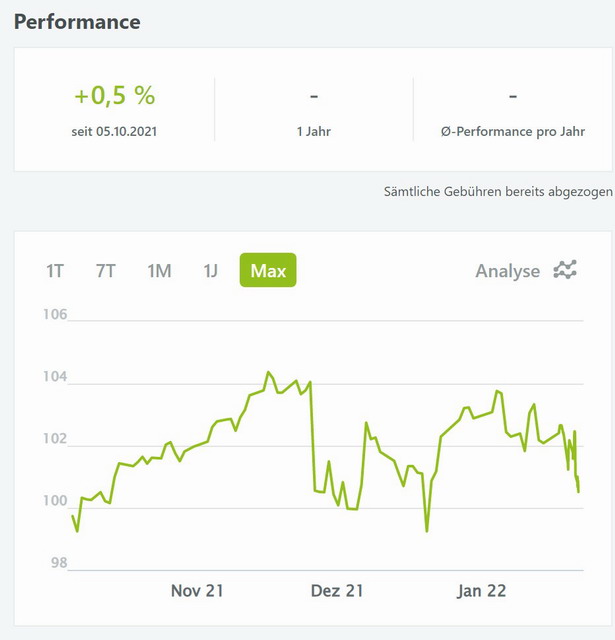 Performance
+0,5 %
-
-
seit 05.10.2021
1 Jahr
Ø-Performance pro Jahr
Sämtliche Gebühren bereits abgezogen
1T 7T 1M 1J Max Analyse
106
104
102
100
98
Nov 21 Dez 21 Jan 22